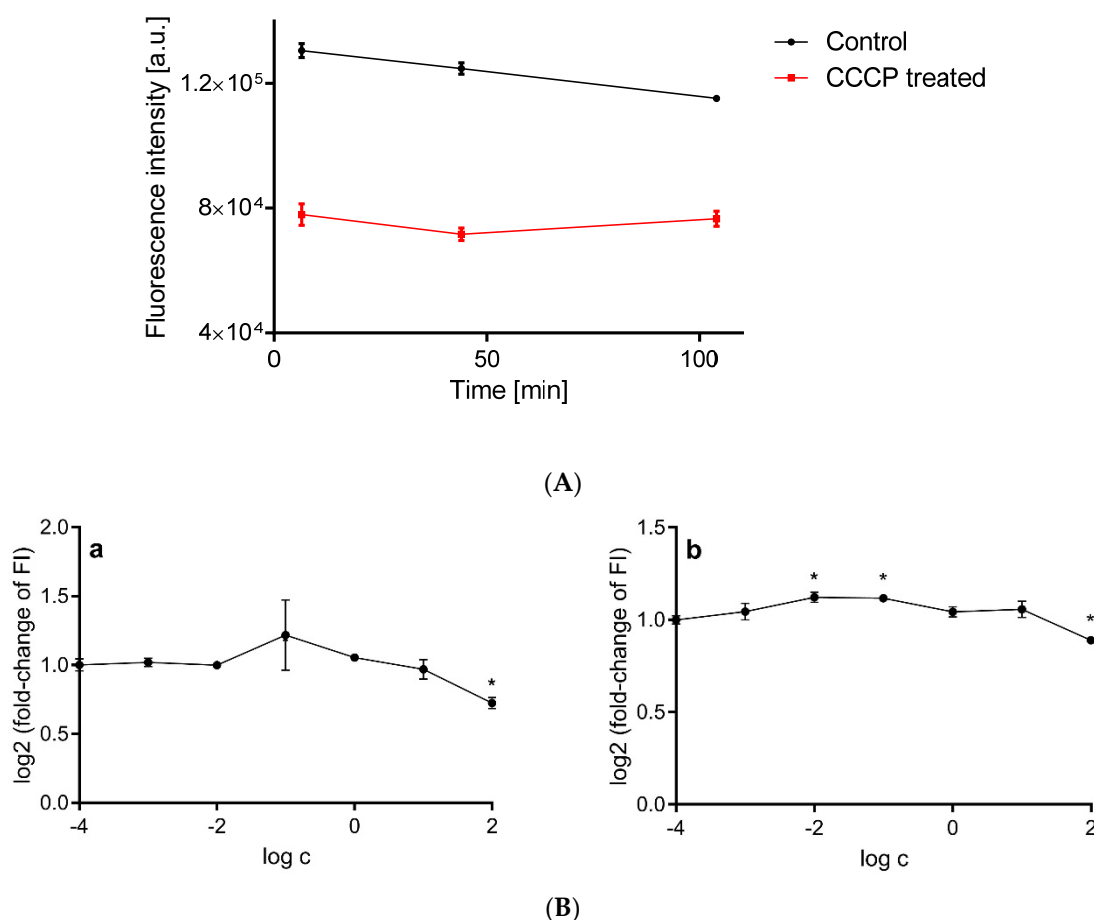 Fluorescence intensity [a.u.]
1.2×10⁵
8×10⁴
4×10⁴
0
50
100
Time [min]
Control
CCCP treated
(A)
a
log2 (fold-change of FI)
2.0
1.5
1.0
0.5
0.0
*
-4
-2
0
2
log c
b
log2 (fold-change of FI)
1.5
1.0
0.5
0.0
* * *
-4
-2
0
2
log c
(B)